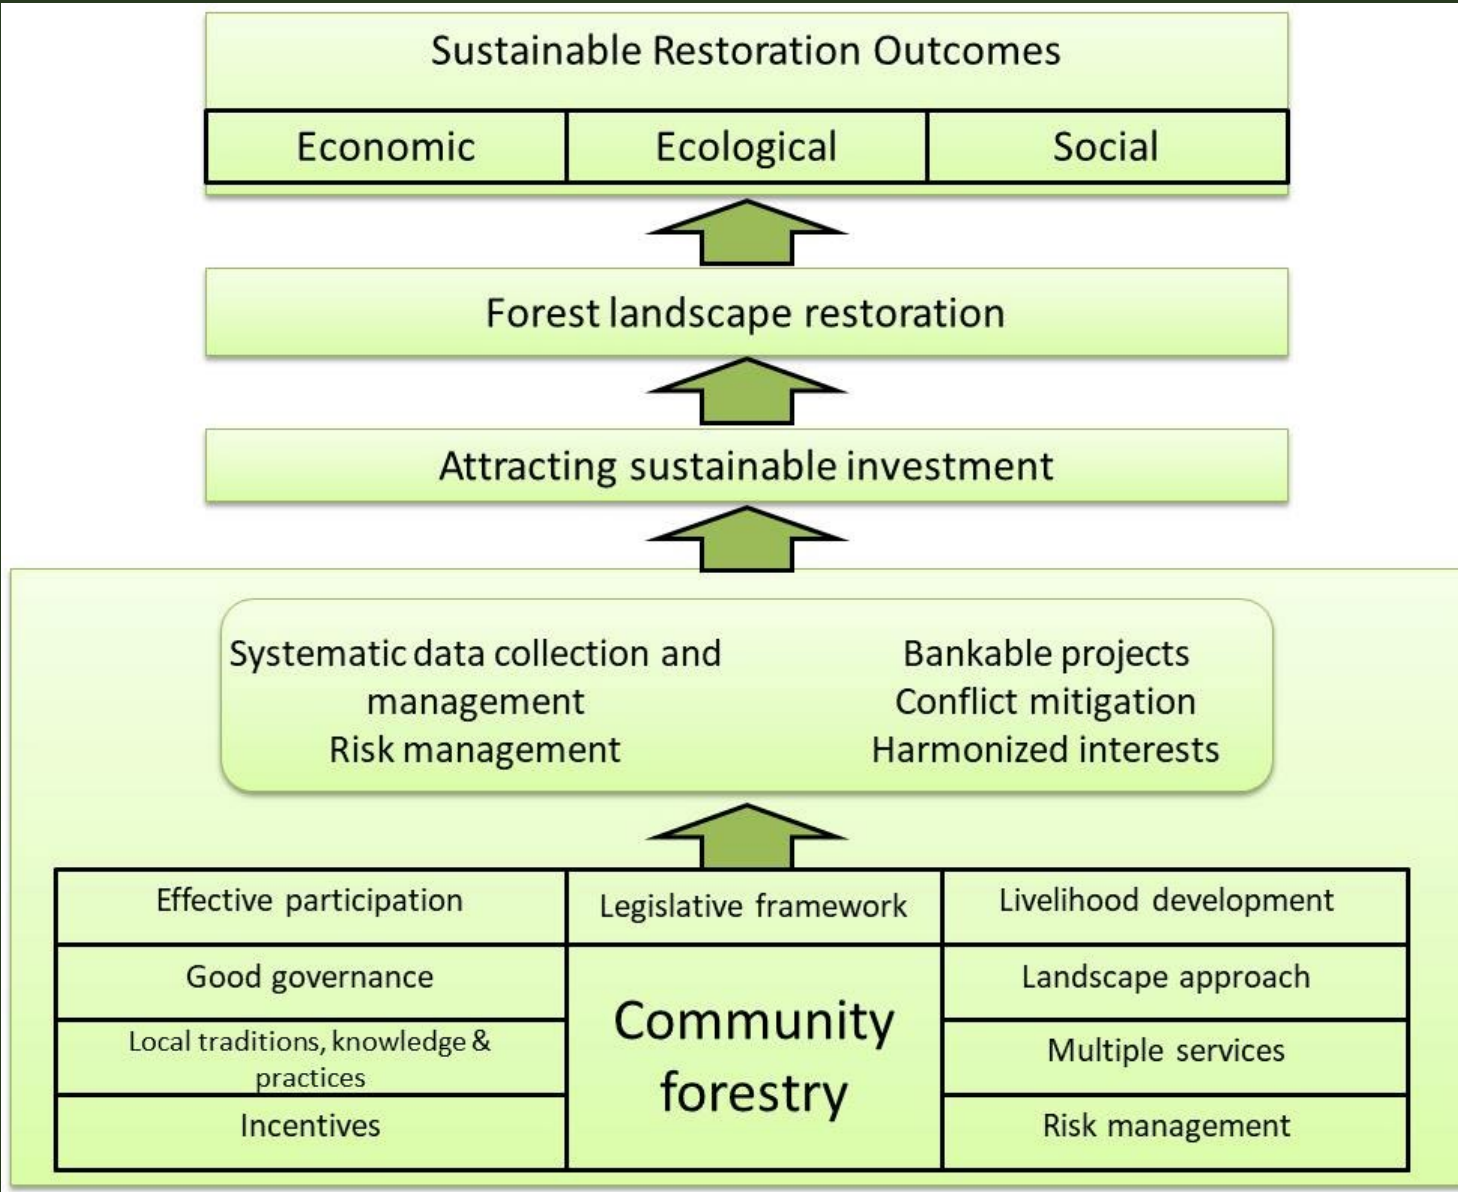 Sustainable Restoration Outcomes
Economic
Ecological
Social
Forest landscape restoration
Attracting sustainable investment
Systematic data collection and
management
Risk management
Bankable projects
Conflict mitigation
Harmonized interests
Effective participation
Good governance
Local traditions, knowledge &
practices
Incentives
Legislative framework
Community
forestry
Livelihood development
Landscape approach
Multiple services
Risk management